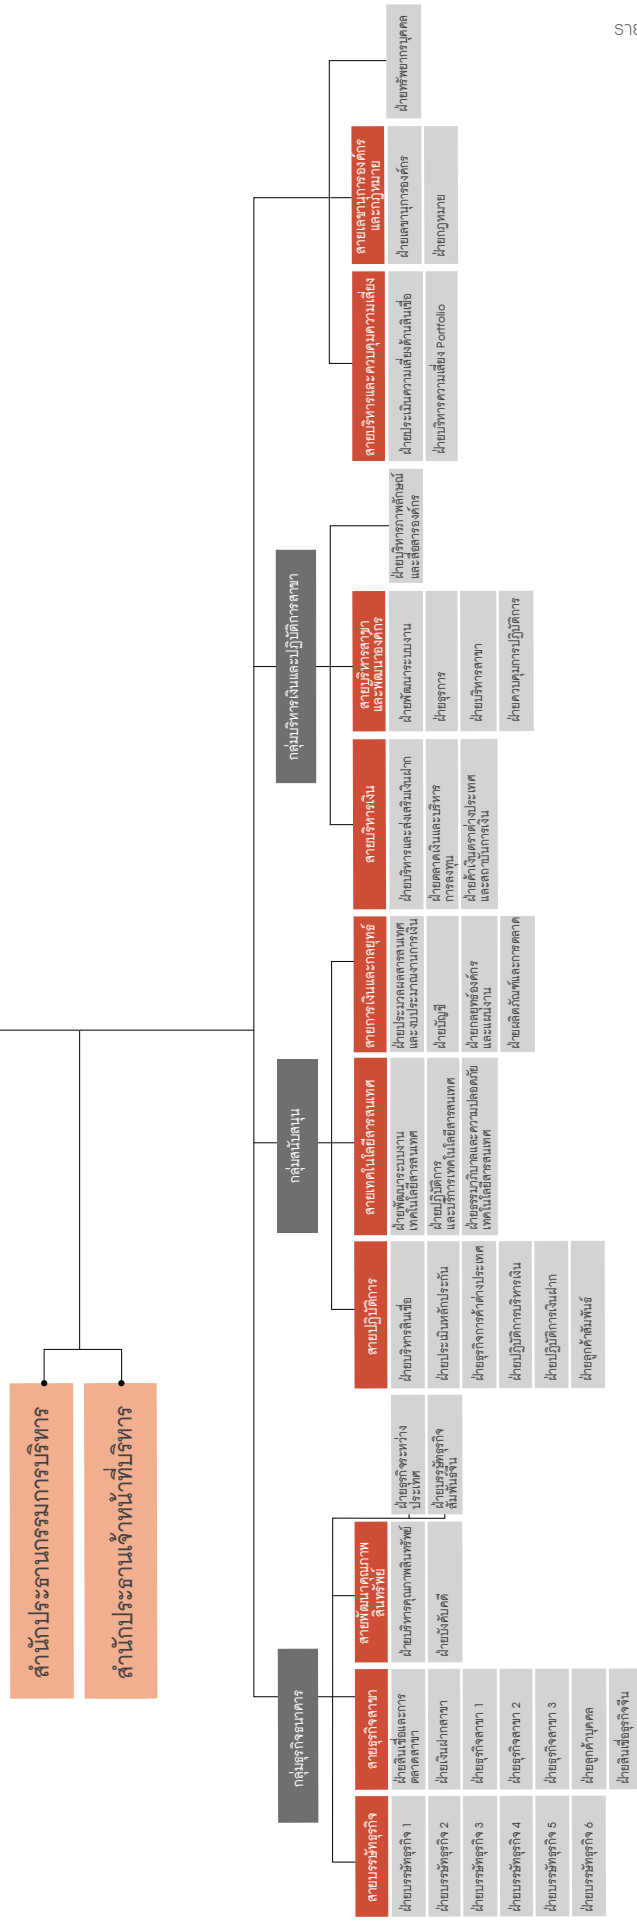 ราย
สำนักประธานกรรมการบริหาร
สำนักประธานเจ้าหน้าที่บริหาร
กลุ่มธุรกิจธนาคาร
สายบรรษัทธุรกิจ
ฝ่ายบรรษัทธุรกิจ 1
ฝ่ายบรรษัทธุรกิจ 2
ฝ่ายบรรษัทธุรกิจ 3
ฝ่ายบรรษัทธุรกิจ 4
ฝ่ายบรรษัทธุรกิจ 5
ฝ่ายบรรษัทธุรกิจ 6
สายธุรกิจสาขา
ฝ่ายสินเชื่อและการ
ตลาดสาขา
ฝ่ายเงินฝากสาขา
ฝ่ายธุรกิจสาขา 1
ฝ่ายธุรกิจสาขา 2
ฝ่ายธุรกิจสาขา 3
ฝ่ายลูกค้าบุคคล
ฝ่ายสินเชื่อธุรกิจจีน
สายพัฒนาคุณภาพ
สินทรัพย์
ฝ่ายบริหารคุณภาพสินทรัพย์
ฝ่ายบังคับคดี
ฝ่ายธุรกิจระหว่าง
ประเทศ
ฝ่ายบรรษัทธุรกิจ
สัมพันธ์จีน
กลุ่มสนับสนุน
สายปฏิบัติการ
ฝ่ายบริหารสินเชื่อ
ฝ่ายประเมินหลักประกัน
ฝ่ายธุรกิจการค้าต่างประเทศ
ฝ่ายปฏิบัติการบริหารเงิน
ฝ่ายปฏิบัติการเงินฝาก
ฝ่ายลูกค้าสัมพันธ์
สายเทคโนโลยีสารสนเทศ
ฝ่ายพัฒนาระบบงาน
เทคโนโลยีสารสนเทศ
ฝ่ายปฏิบัติการ
และบริการเทคโนโลยีสารสนเทศ
ฝ่ายธรรมาภิบาลและความปลอดภัย
เทคโนโลยีสารสนเทศ
สายการเงินและกลยุทธ์
ฝ่ายประมวลผลสารสนเทศ
และงบประมาณงานการเงิน
ฝ่ายบัญชี
ฝ่ายกลยุทธ์องค์กร
และแผนงาน
ฝ่ายผลิตภัณฑ์และการตลาด
กลุ่มบริหารเงินและปฏิบัติการสาขา
สายบริหารเงิน
ฝ่ายบริหารและส่งเสริมเงินฝาก
ฝ่ายตลาดเงินและบริหาร
การลงทุน
ฝ่ายค้าเงินตราต่างประเทศ
และสถาบันการเงิน
สายบริหารสาขา
และพัฒนาองค์กร
ฝ่ายพัฒนาระบบงาน
ฝ่ายธุรการ
ฝ่ายบริหารสาขา
ฝ่ายควบคุมการปฏิบัติการ
ฝ่ายบริหารภาพลักษณ์
และสื่อสารองค์กร
สายบริหารและควบคุมความเสี่ยง
ฝ่ายประเมินความเสี่ยงด้านสินเชื่อ
ฝ่ายบริหารความเสี่ยง Portfolio
สายเลขานุการองค์กร
และกฎหมาย
ฝ่ายเลขานุการองค์กร
ฝ่ายกฎหมาย
ฝ่ายทรัพยากรบุคคล